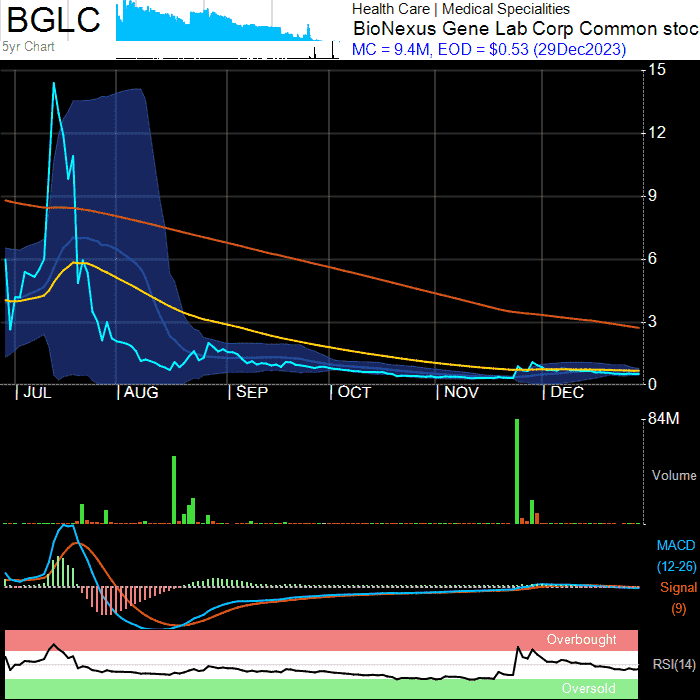 BGLC
5yr Chart
Health Care | Medical Specialities
BioNexus Gene Lab Corp Common stoc
MC = 9.4M, EOD = $0.53 (29Dec2023)
15
12
9
6
3
0
JUL AUG SEP OCT NOV DEC
84M
Volume
MACD
(12-26)
Signal
(9)
Overbought
RSI(14)
Oversold